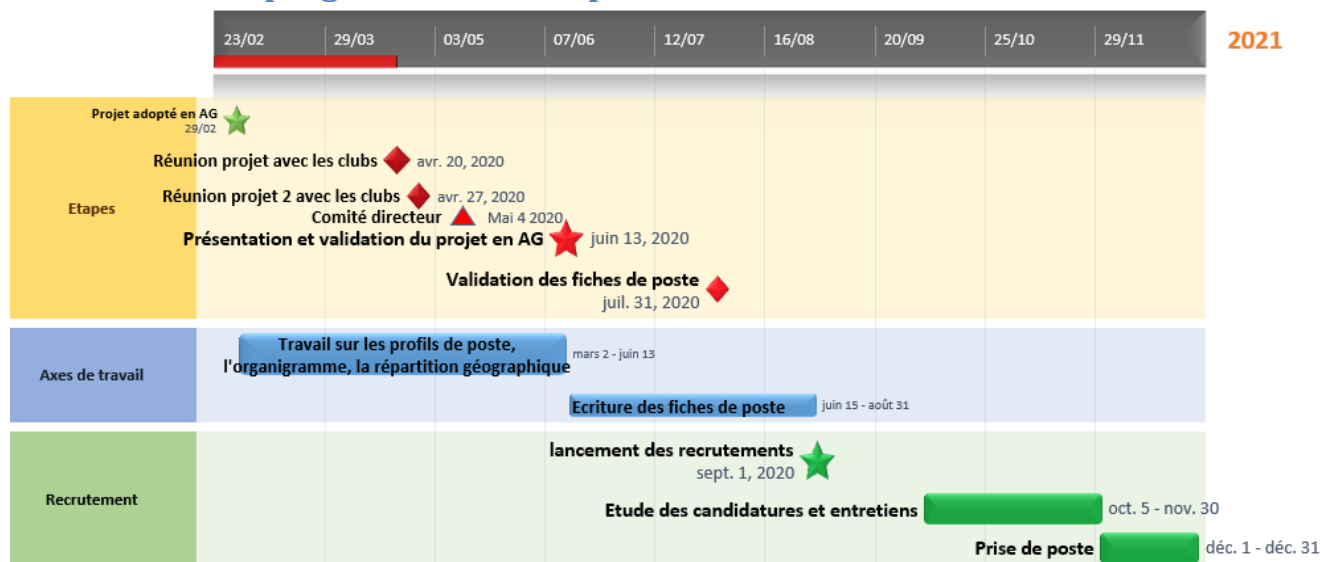 23/02 29/03 03/05 07/06 12/07 16/08 20/09 25/10 29/11 2021
Projet adopté en AG
29/02
Réunion projet avec les clubs avr. 20, 2020
Réunion projet 2 avec les clubs avr. 27, 2020
Comité directeur Mai 4 2020
Etapes
Présentation et validation du projet en AG juin 13, 2020
Validation des fiches de poste
juil. 31, 2020
Travail sur les profils de poste,
l'organigramme, la répartition géographique
mars 2 - juin 13
Axes de travail
Ecriture des fiches de poste juin 15 - août 31
lancement des recrutements
sept. 1, 2020
Recrutement
Etude des candidatures et entretiens oct. 5 - nov. 30
Prise de poste déc. 1 - déc. 31